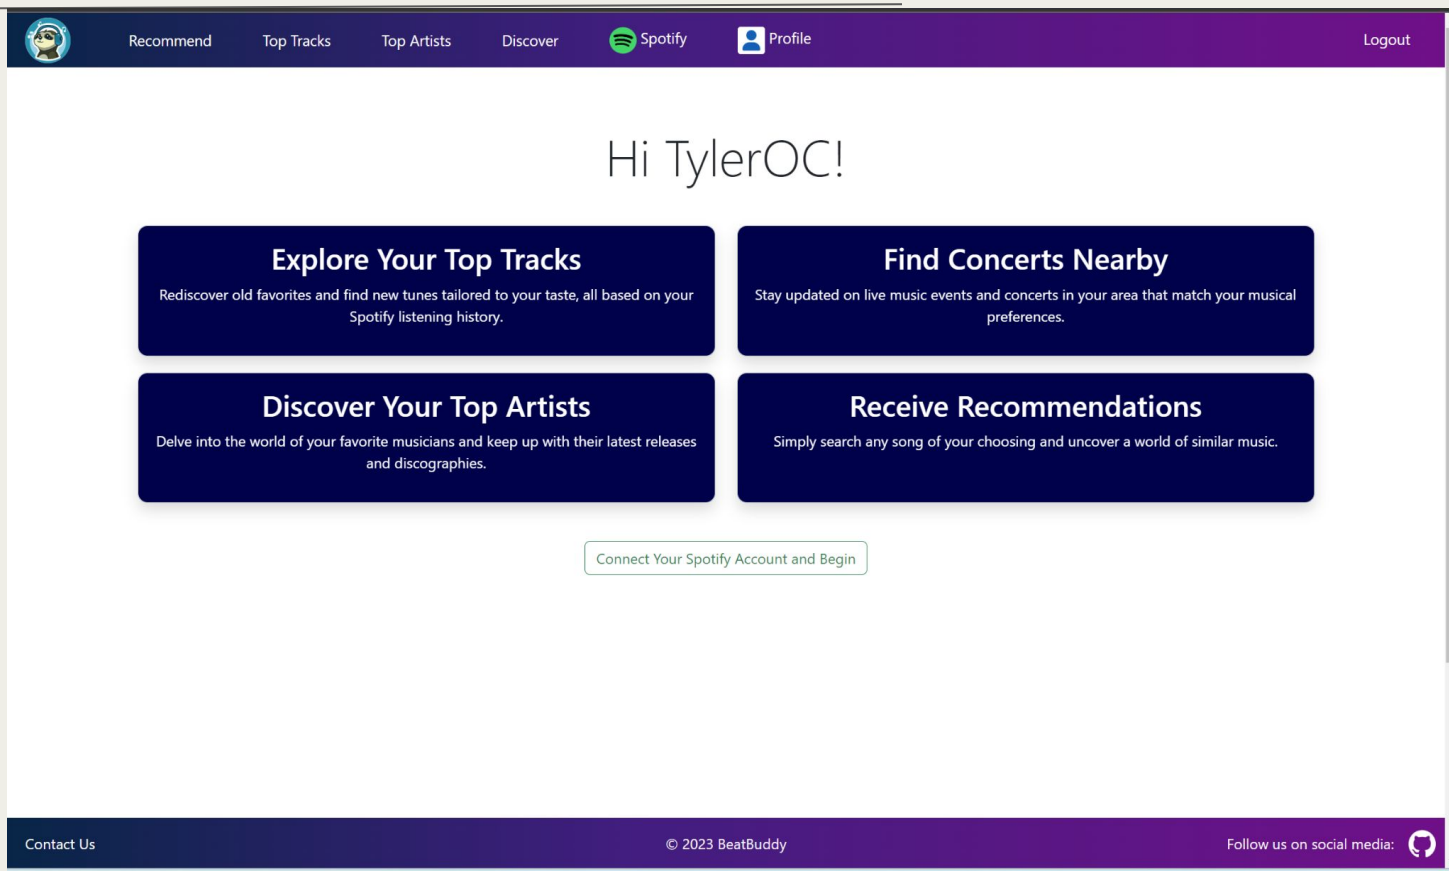 Recommend Top Tracks Top Artists Discover Spotify Profile Logout
Hi TylerOC!
Explore Your Top Tracks
Rediscover old favorites and find new tunes tailored to your taste, all based on your
Spotify listening history.
Find Concerts Nearby
Stay updated on live music events and concerts in your area that match your musical
preferences.
Discover Your Top Artists
Delve into the world of your favorite musicians and keep up with their latest releases
and discographies.
Receive Recommendations
Simply search any song of your choosing and uncover a world of similar music.
Connect Your Spotify Account and Begin
Contact Us © 2023 BeatBuddy Follow us on social media: